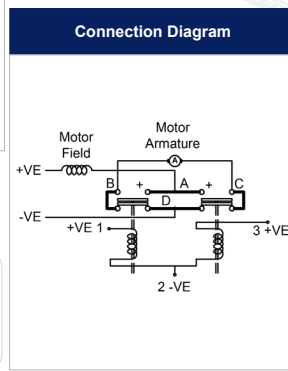 Connection Diagram
Motor
Armature
Motor
Field
A
+VE
B
+
A
+
C
D
-VE
+VE 1
3 +VE
2 -VE